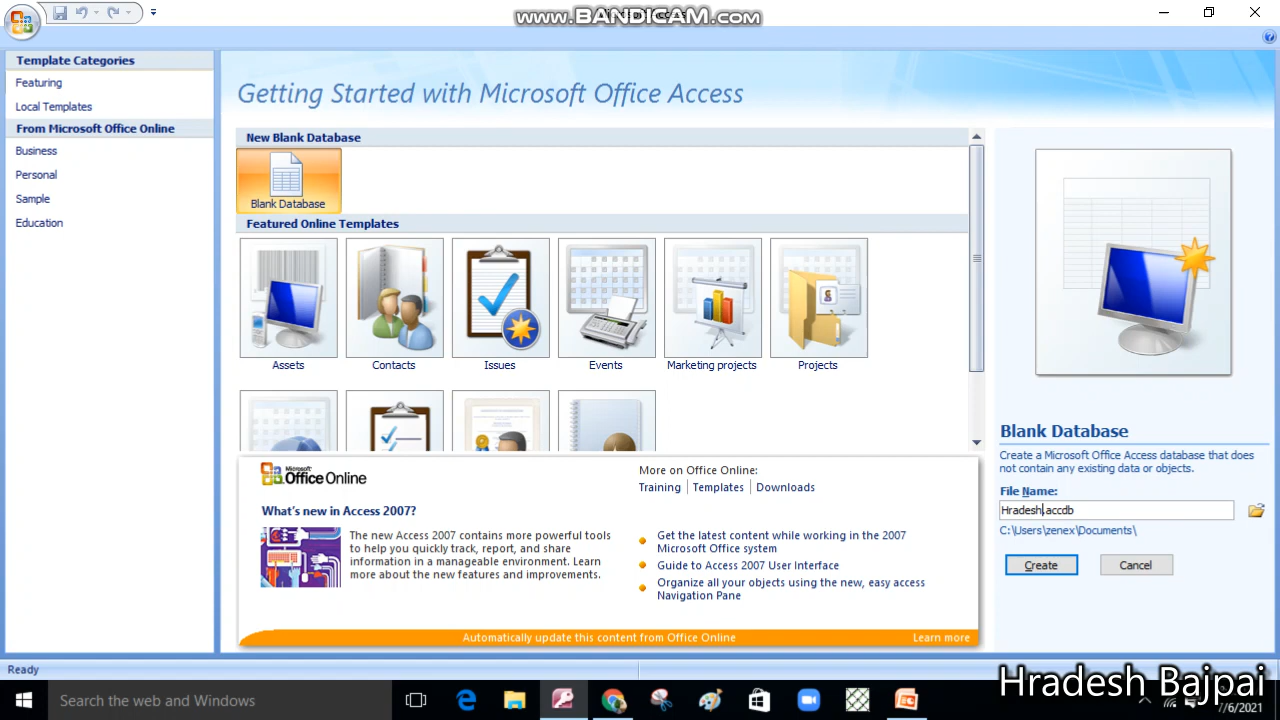 www.BANDICAM.com
Template Categories
Featuring
Local Templates
From Microsoft Office Online
Business
Personal
Sample
Education
Getting Started with Microsoft Office Access
New Blank Database
Blank Database
Featured Online Templates
Assets
Contacts
Issues
Events
Marketing projects
Projects
Microsoft
Office Online
What's new in Access 2007?
The new Access 2007 contains more powerful tools
to help you quickly track, report, and share
information in a manageable environment. Learn
more about the new features and improvements.
More on Office Online:
Training | Templates | Downloads
Get the latest content while working in the 2007
Microsoft Office system
Guide to Access 2007 User Interface
Organize all your objects using the new, easy access
Navigation Pane
Automatically update this content from Office Online
Learn more
Blank Database
Create a Microsoft Office Access database that does
not contain any existing data or objects.
File Name:
Hradesh.accdb
C:\Users\zenex\Documents\
Create
Cancel
Ready
Hradesh Bajpai
Search the web and Windows
7/6/2021